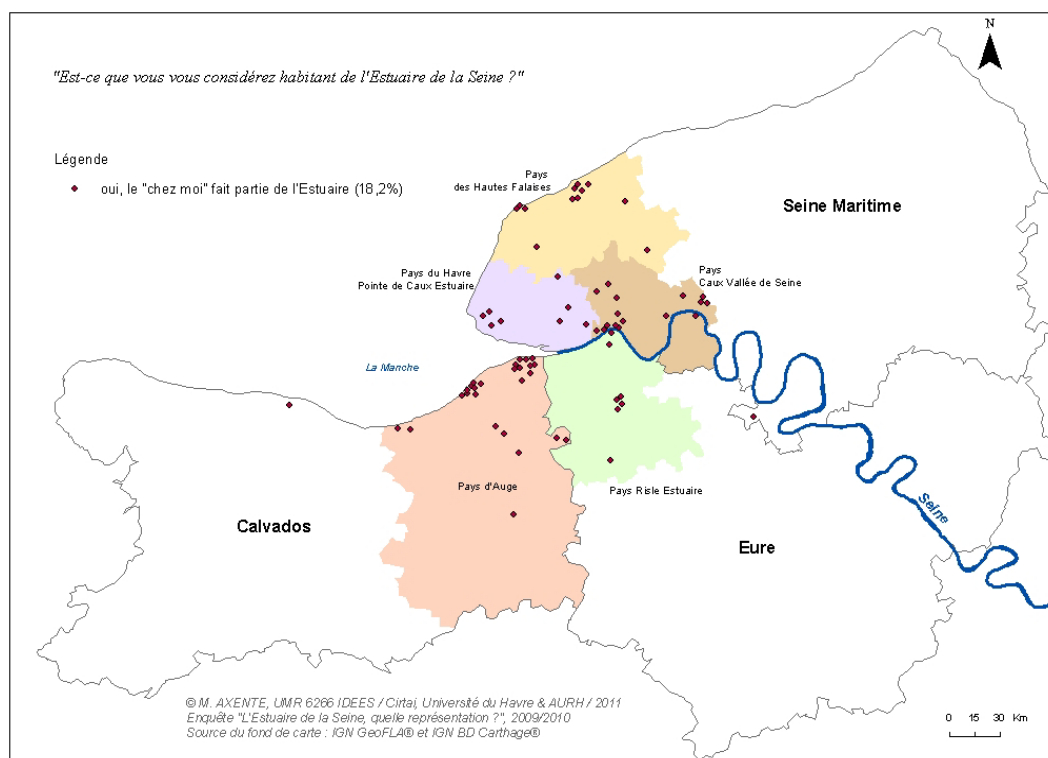 N
"Est-ce que vous vous considérez habitant de l'Estuaire de la Seine ?"
Légende
oui, le "chez moi" fait partie de l'Estuaire (18,2%)
Pays
des Hautes Falaises
Seine Maritime
Pays du Havre
Pointe de Caux Estuaire
Pays
Caux Vallée de Seine
La Manche
Pays d'Auge
Pays Risle Estuaire
Seine
Calvados
Eure
© M. AXENTE, UMR 6266 IDEES / Cirtai, Université du Havre & AURH / 2011
Enquête "L'Estuaire de la Seine, quelle représentation ?", 2009/2010
Source du fond de carte : IGN GeoFLA® et IGN BD Carthage®
0 15 30 Km